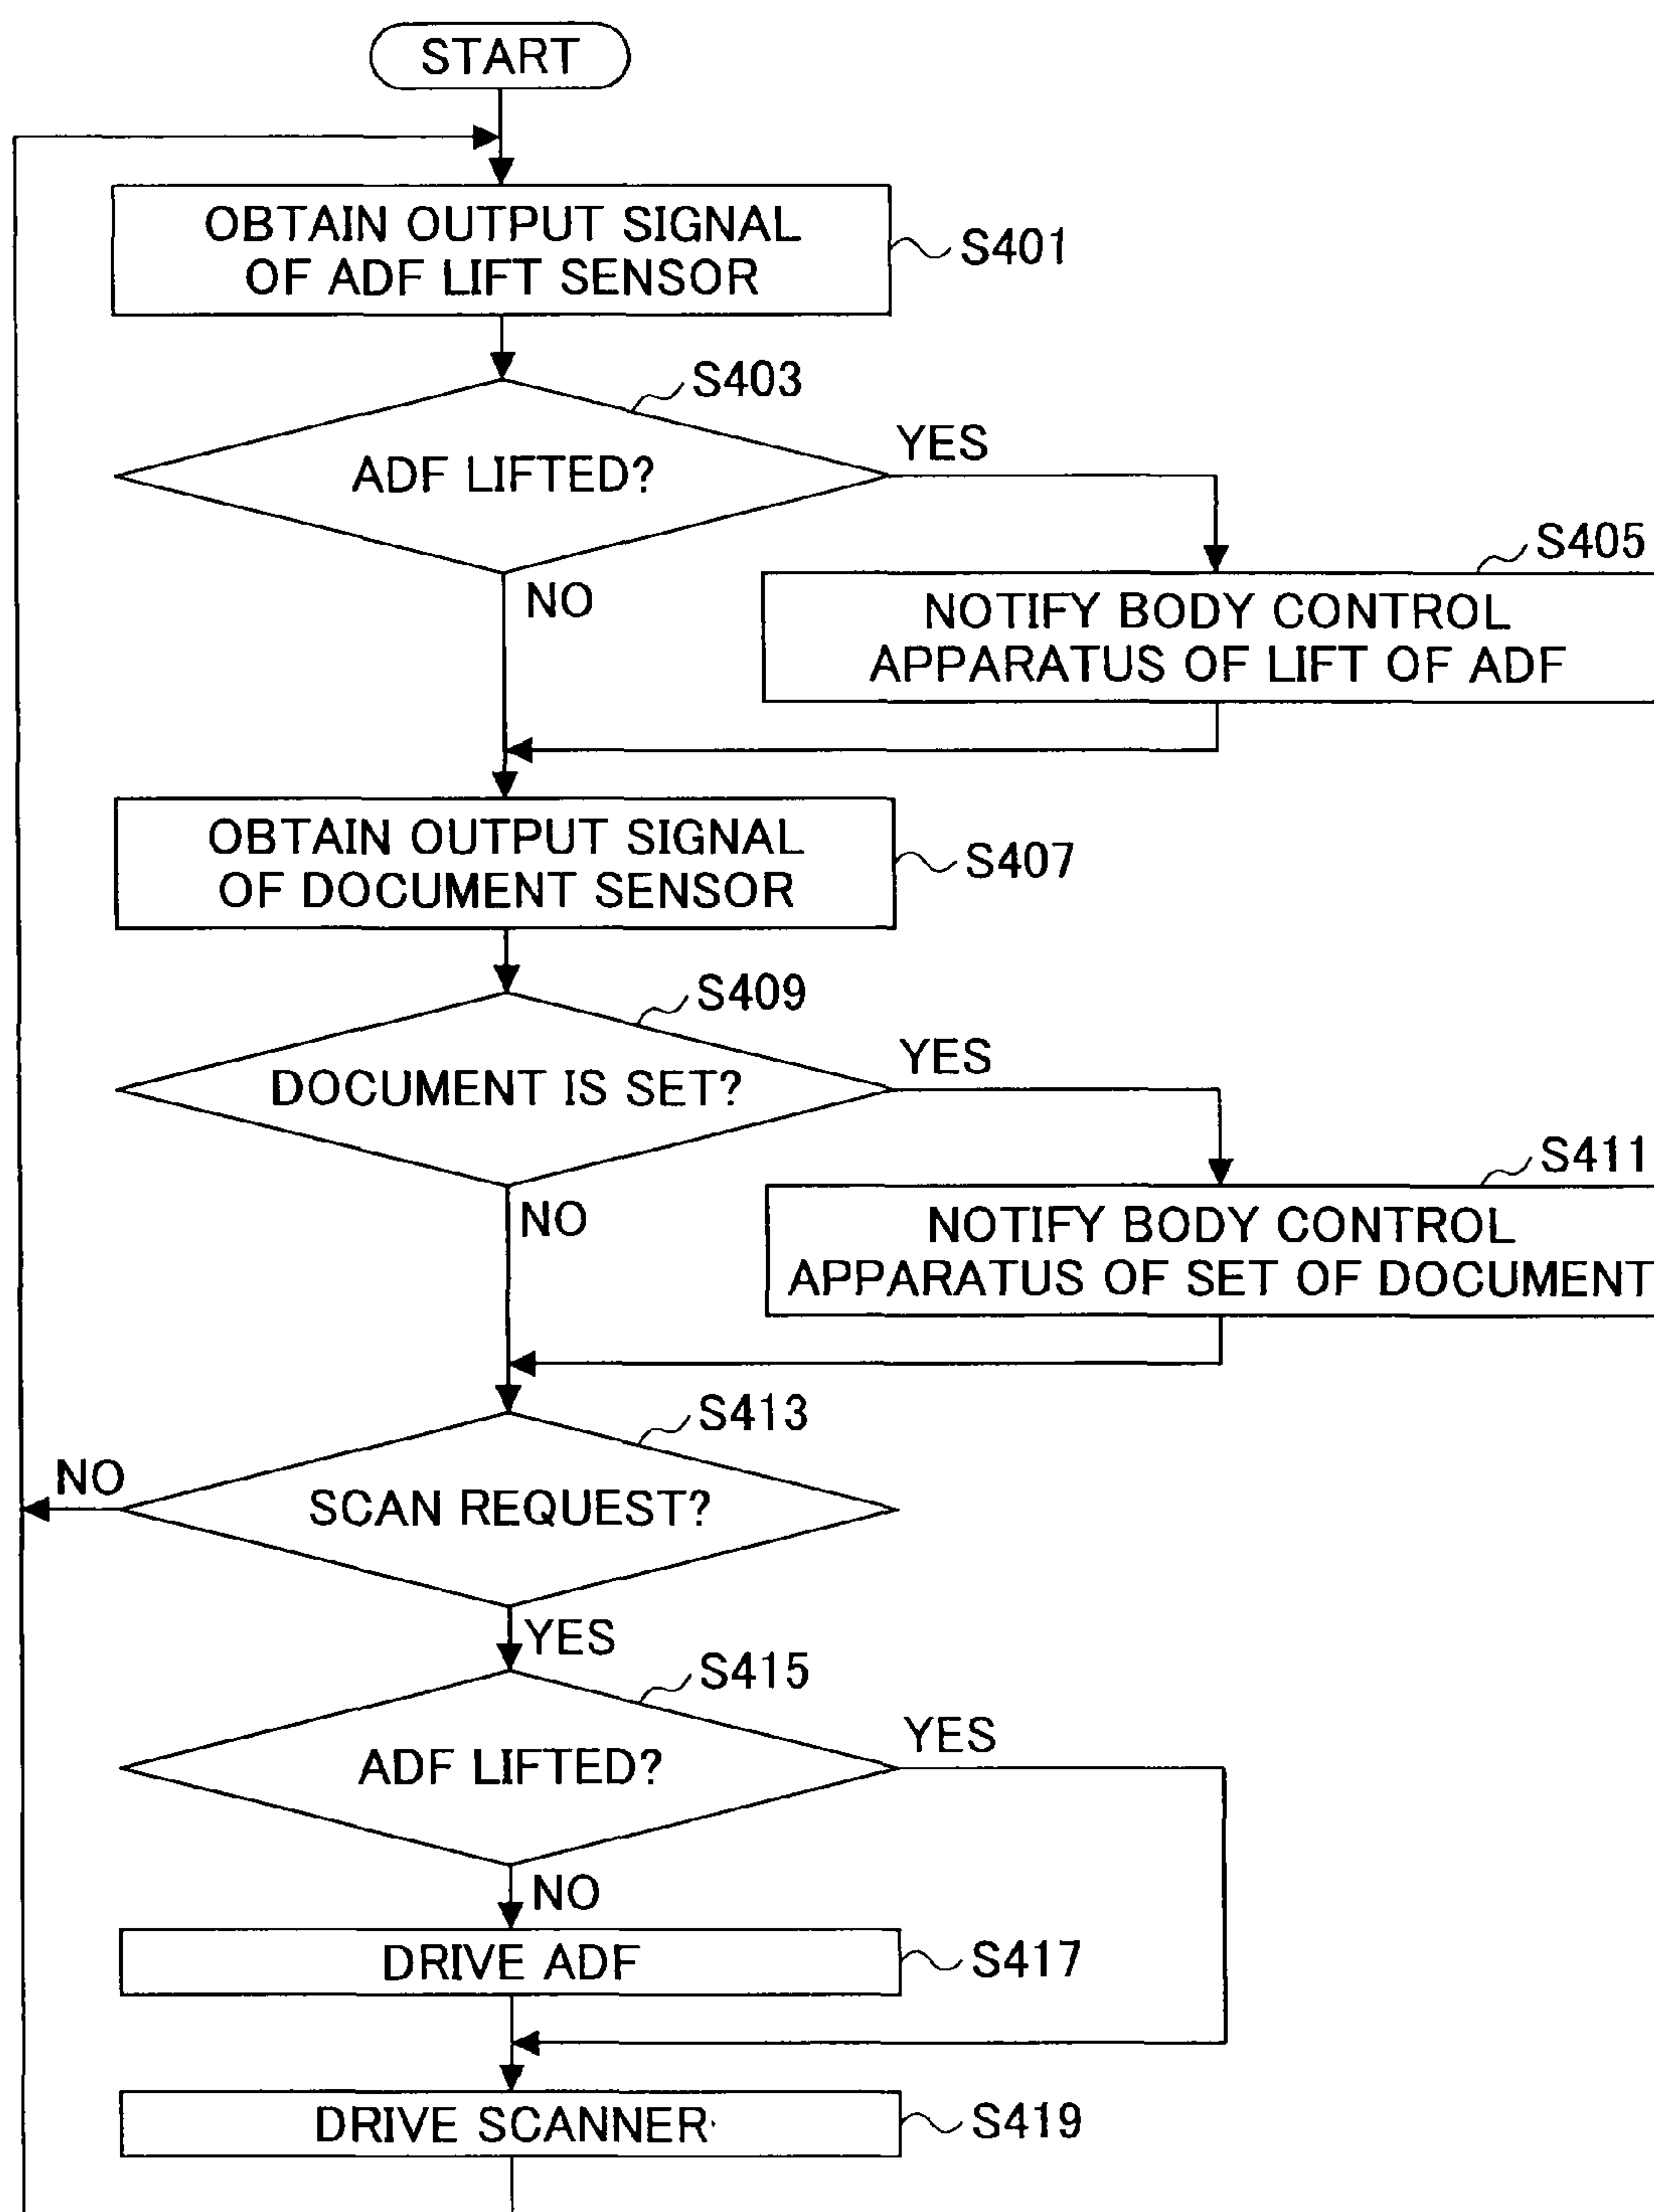 START
OBTAIN OUTPUT SIGNAL
OF ADF LIFT SENSOR
S401
S403
ADF LIFTED?
YES
NO
S405
NOTIFY BODY CONTROL
APPARATUS OF LIFT OF ADF
OBTAIN OUTPUT SIGNAL
OF DOCUMENT SENSOR
S407
S409
DOCUMENT IS SET?
YES
NO
S411
NOTIFY BODY CONTROL
APPARATUS OF SET OF DOCUMENT
S413
NO
SCAN REQUEST?
YES
S415
ADF LIFTED?
YES
NO
DRIVE ADF
S417
DRIVE SCANNER
S419